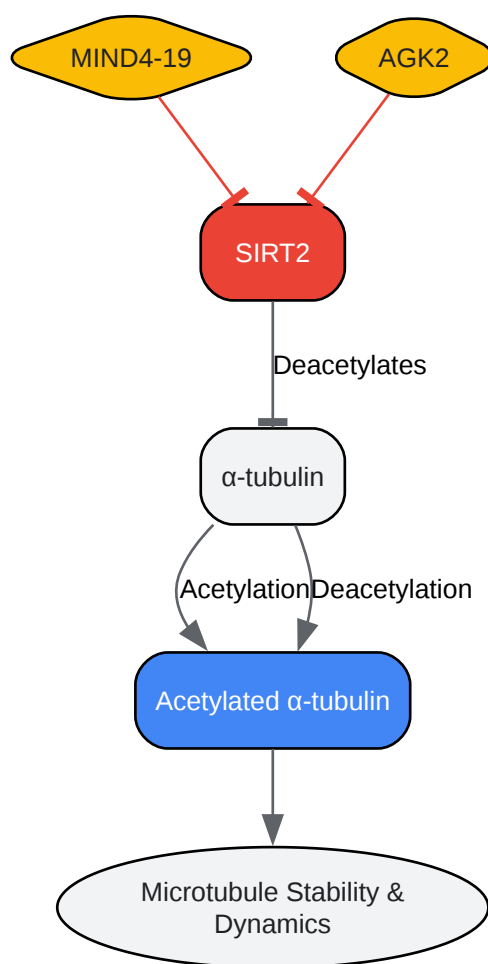 MIND4-19
AGK2
SIRT2
Deacetylates
α-tubulin
Acetylation
Deacetylation
Acetylated α-tubulin
Microtubule Stability &
Dynamics